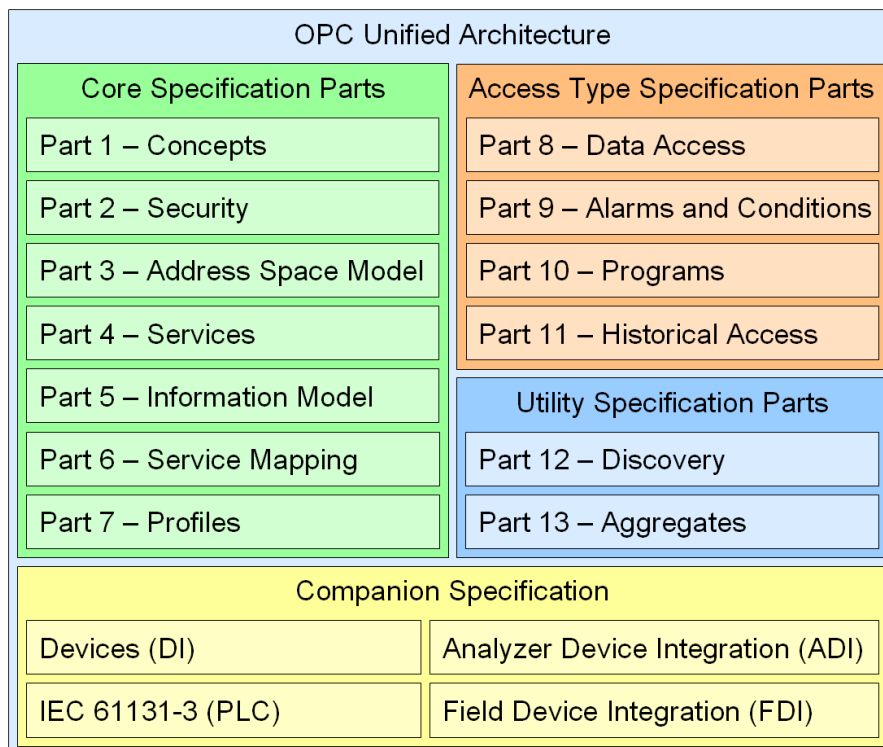 OPC Unified Architecture
Core Specification Parts
Part 1 – Concepts
Part 2 – Security
Part 3 – Address Space Model
Part 4 – Services
Part 5 – Information Model
Part 6 – Service Mapping
Part 7 – Profiles
Access Type Specification Parts
Part 8 – Data Access
Part 9 – Alarms and Conditions
Part 10 – Programs
Part 11 – Historical Access
Utility Specification Parts
Part 12 – Discovery
Part 13 – Aggregates
Companion Specification
Devices (DI)
Analyzer Device Integration (ADI)
IEC 61131-3 (PLC)
Field Device Integration (FDI)